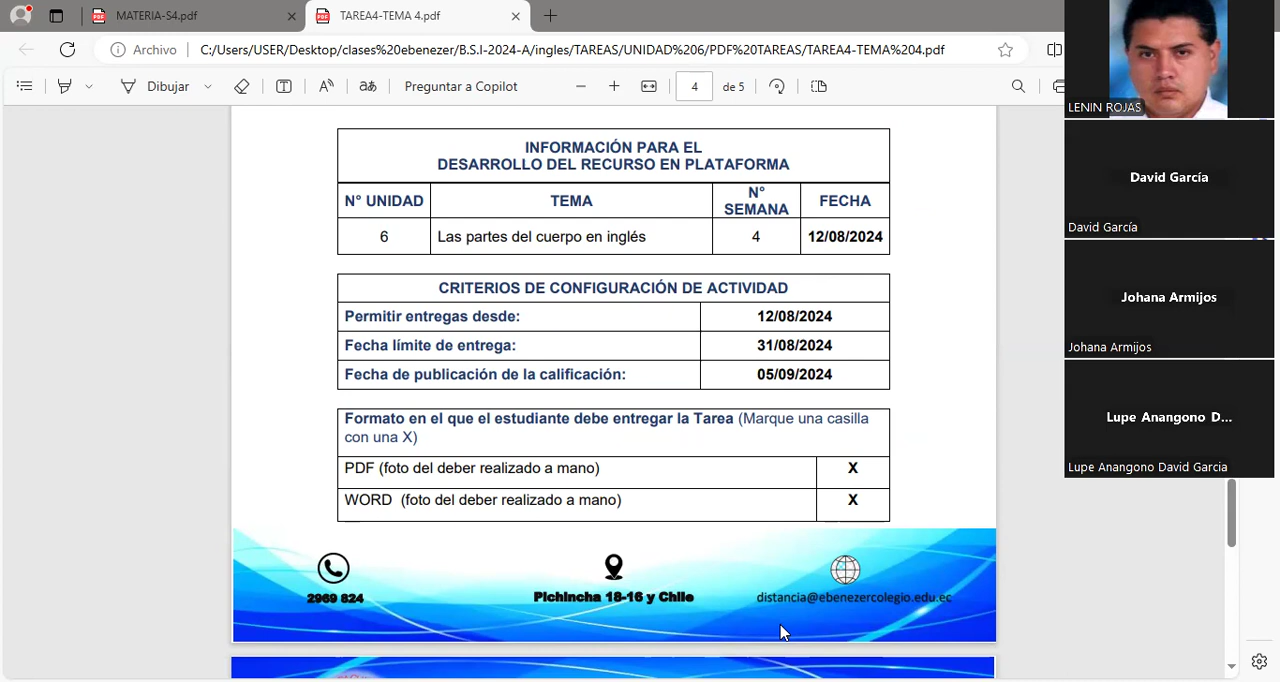 MATERIA-S4.pdf
TAREA4-TEMA 4.pdf
Archivo
C:/Users/USER/Desktop/clases%20ebenezer/B.S.I-2024-A/ingles/TAREAS/UNIDAD%206/PDF%20TAREAS/TAREA4-TEMA%204.pdf
Dibujar
Preguntar a Copilot
4
de 5
INFORMACIÓN PARA EL
DESARROLLO DEL RECURSO EN PLATAFORMA
N° UNIDAD
TEMA
N°
SEMANA
FECHA
6
Las partes del cuerpo en inglés
4
12/08/2024
CRITERIOS DE CONFIGURACIÓN DE ACTIVIDAD
Permitir entregas desde:
12/08/2024
Fecha límite de entrega:
31/08/2024
Fecha de publicación de la calificación:
05/09/2024
Formato en el que el estudiante debe entregar la Tarea (Marque una casilla
con una X)
PDF (foto del deber realizado a mano)
X
WORD (foto del deber realizado a mano)
X
2969 824
Pichincha 18-16 y Chile
distancia@ebenezercolegio.edu.ec
LENIN ROJAS
David García
David García
Johana Armijos
Johana Armijos
Lupe Anangono D...
Lupe Anangono David Garcia